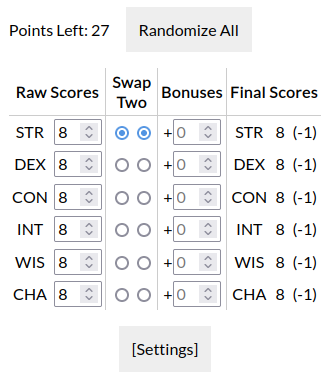 Points Left: 27 Randomize All
Raw Scores Swap Two Bonuses Final Scores
STR 8 +0 STR 8 (-1)
DEX 8 +0 DEX 8 (-1)
CON 8 +0 CON 8 (-1)
INT 8 +0 INT 8 (-1)
WIS 8 +0 WIS 8 (-1)
CHA 8 +0 CHA 8 (-1)
[Settings]